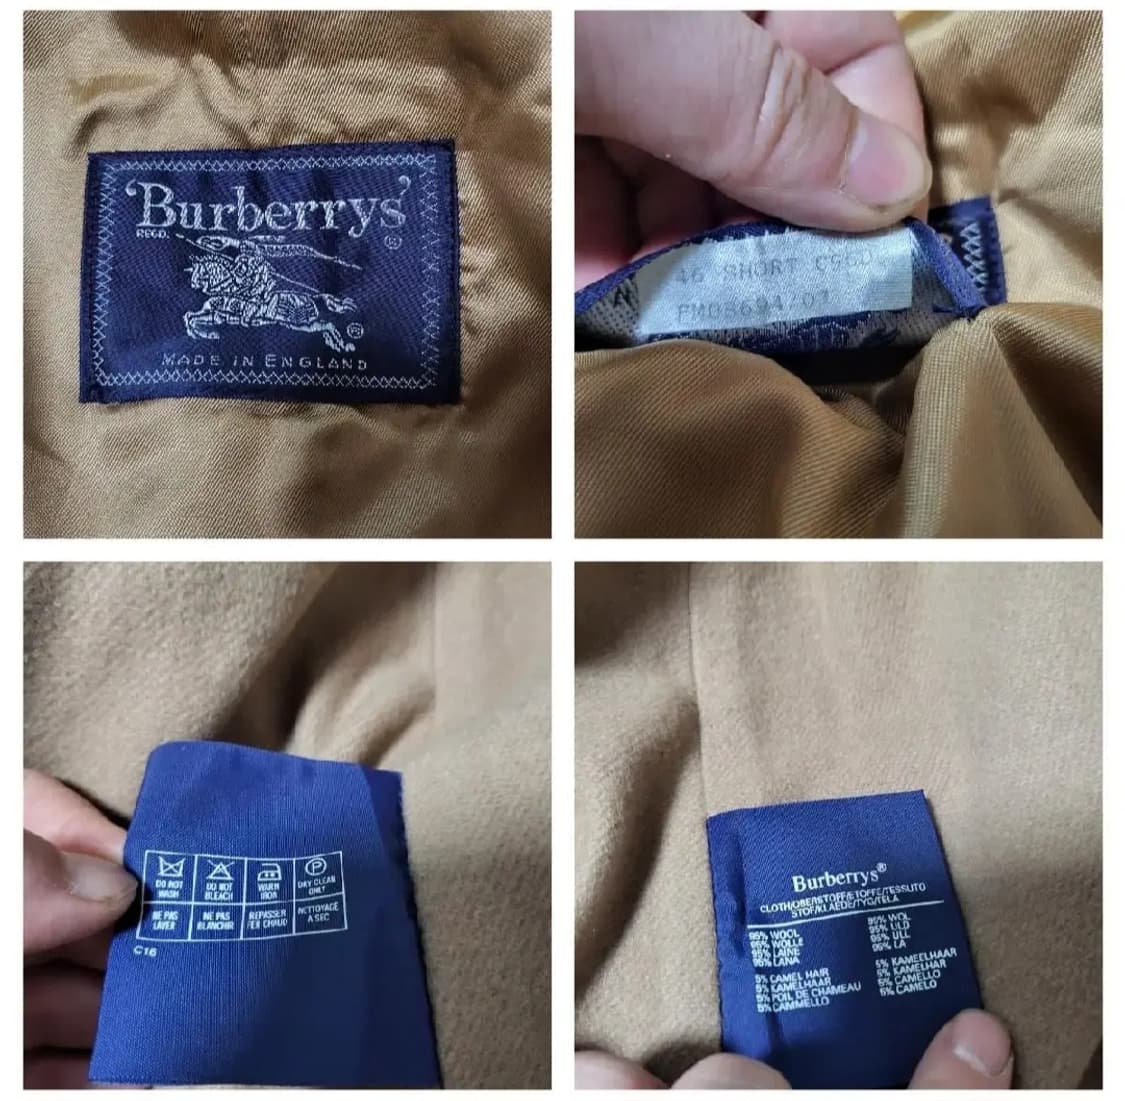 'Burberrys'
REGD.
®
®
MADE IN ENGLAND
46 SHORT C96D
FM08694/01
DO NOT WASH
DO NOT BLEACH
WARM IRON
P
DRY CLEAN ONLY
NE PAS LAVER
NE PAS BLANCHIR
REPASSER FER CHAUD
NETTOYAGE A SEC
C16
Burberrys®
CLOTH/OBERSTOFF/ETOFFE/TESSUTO
STOF/KLAEDE/TYG/TELA
95% WOOL
95% WOLLE
95% LAINE
95% LANA
95% WOL
95% ULD
95% ULL
95% LA
5% CAMEL HAIR
5% KAMELHAAR
5% POIL DE CHAMEAU
5% CAMMELLO
5% KAMEELHAAR
5% KAMELHAR
5% CAMELLO
5% CAMELO